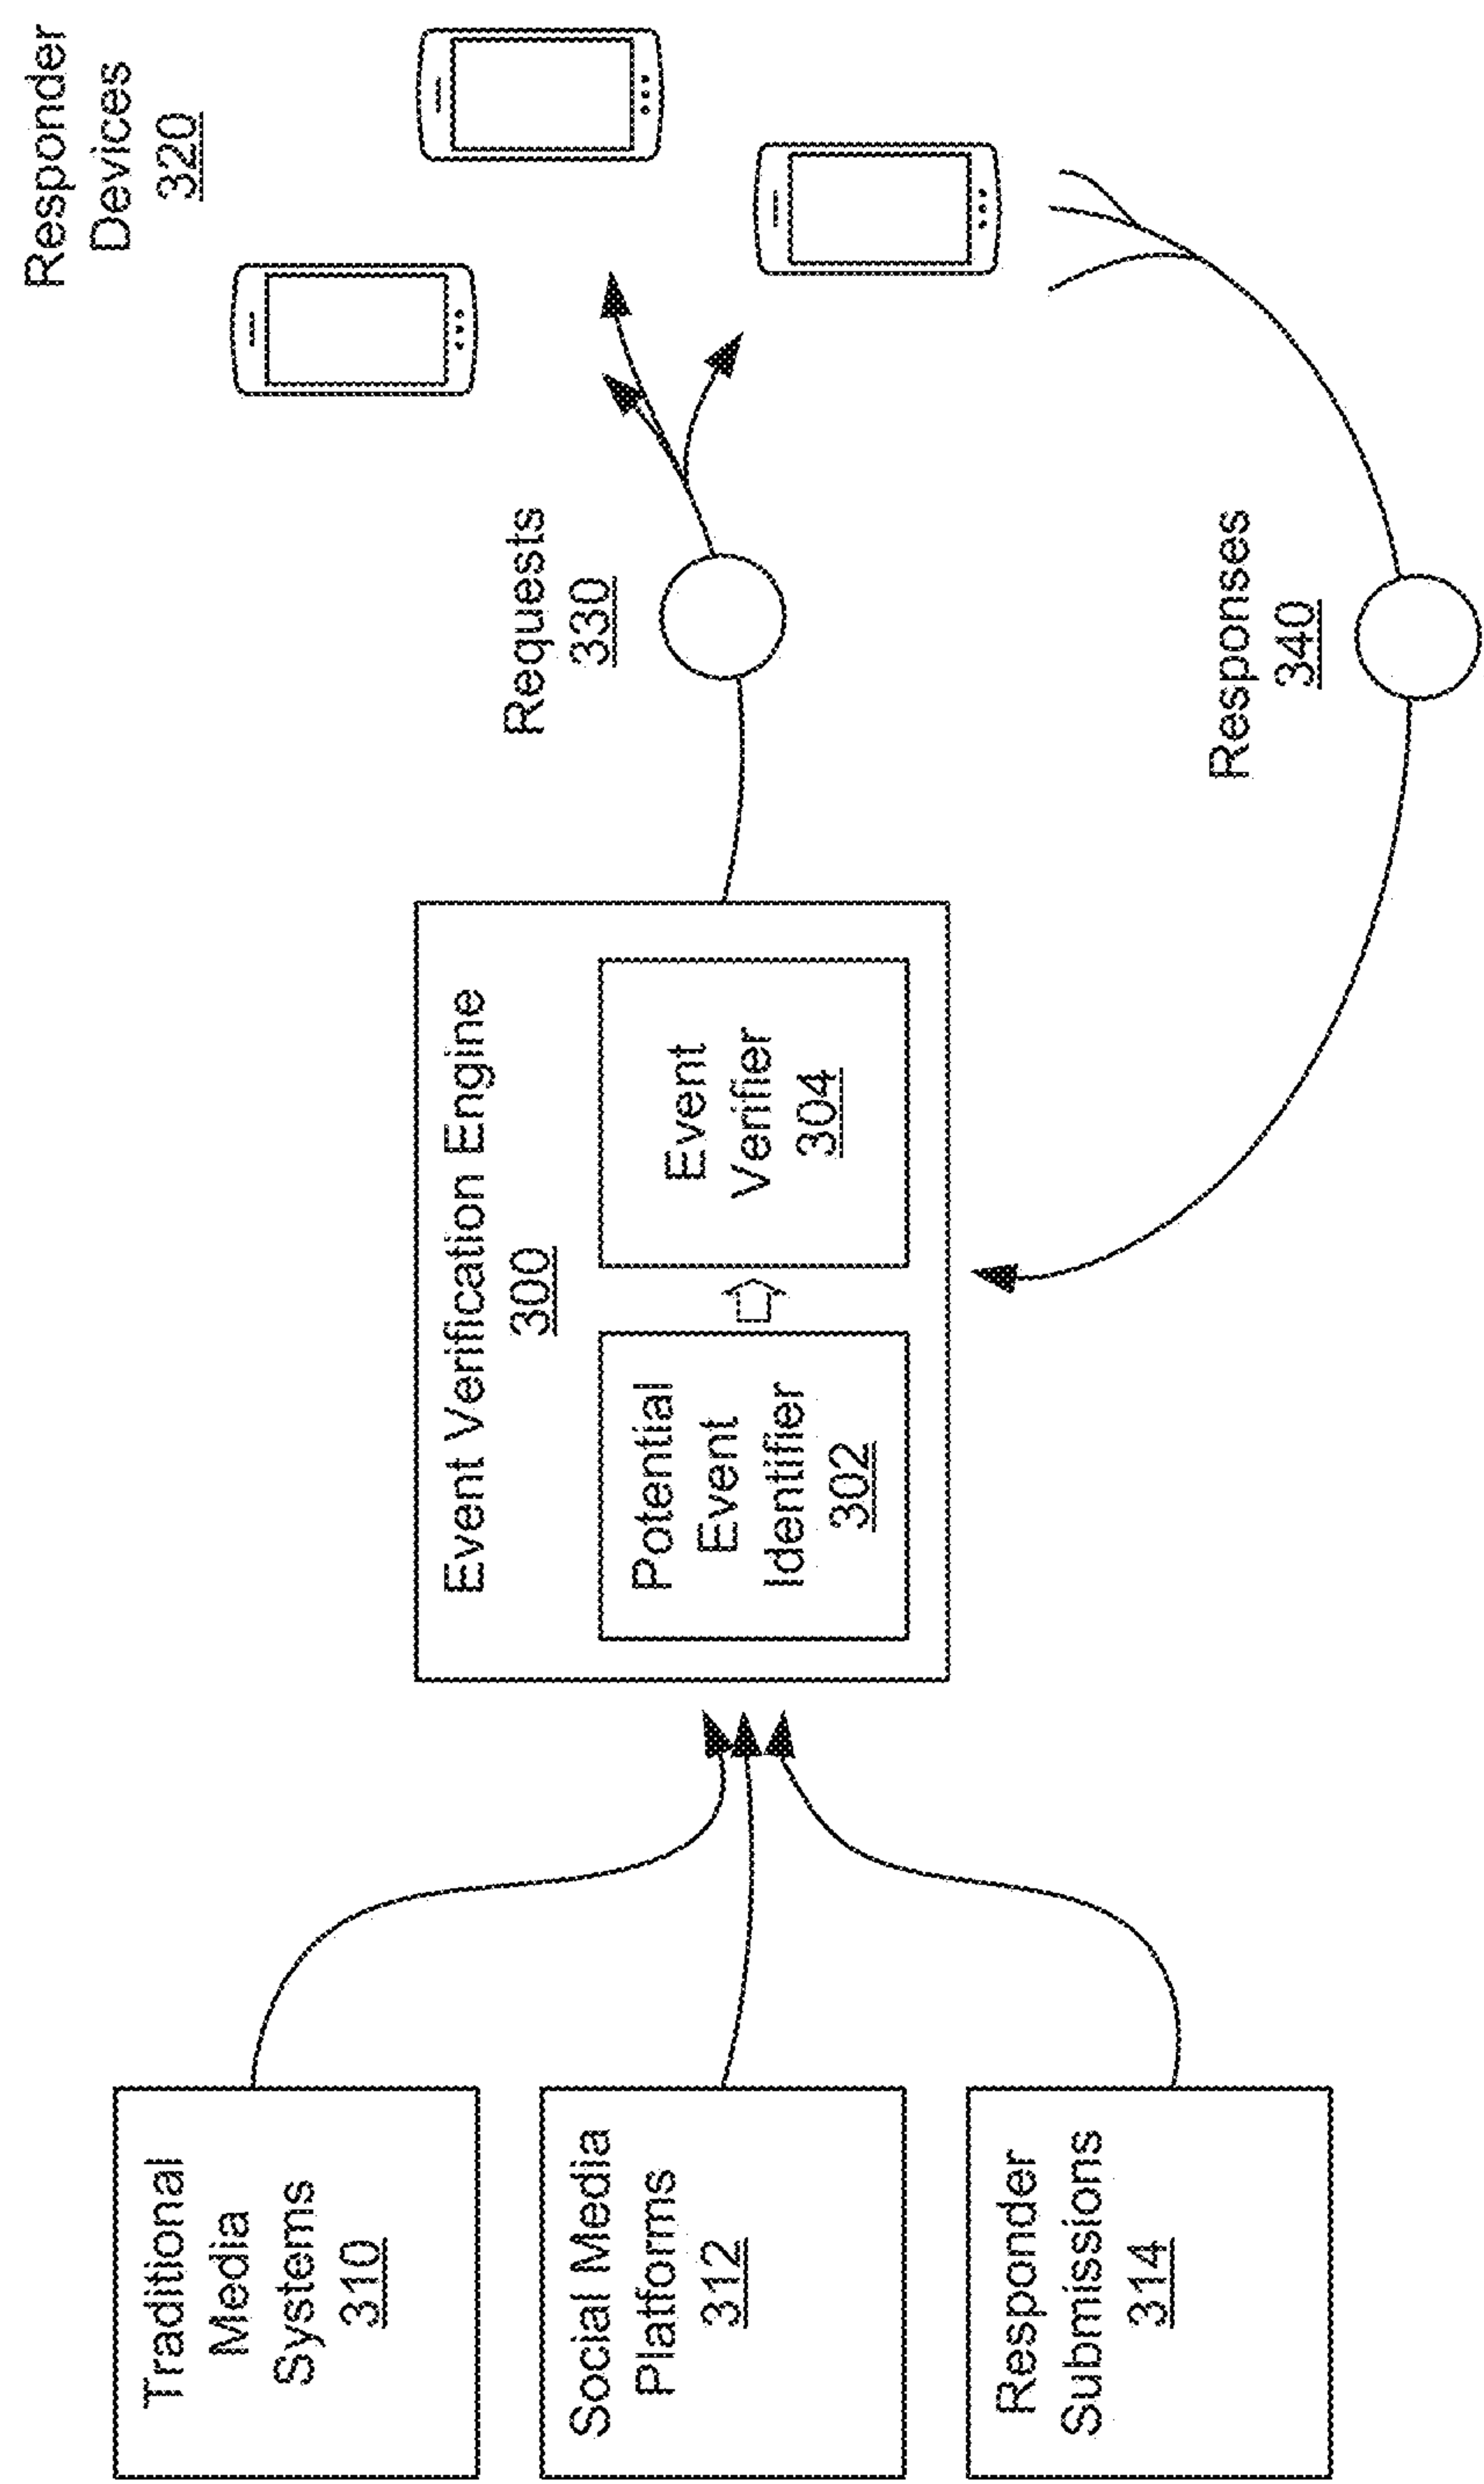 Traditional
Media
Systems
310
Social Media
Platforms
312
Responder
Submissions
314
Event Verification Engine
300
Potential
Event
Identifier
302
Event
Verifier
304
Requests
330
Responses
340
Responder
Devices
320